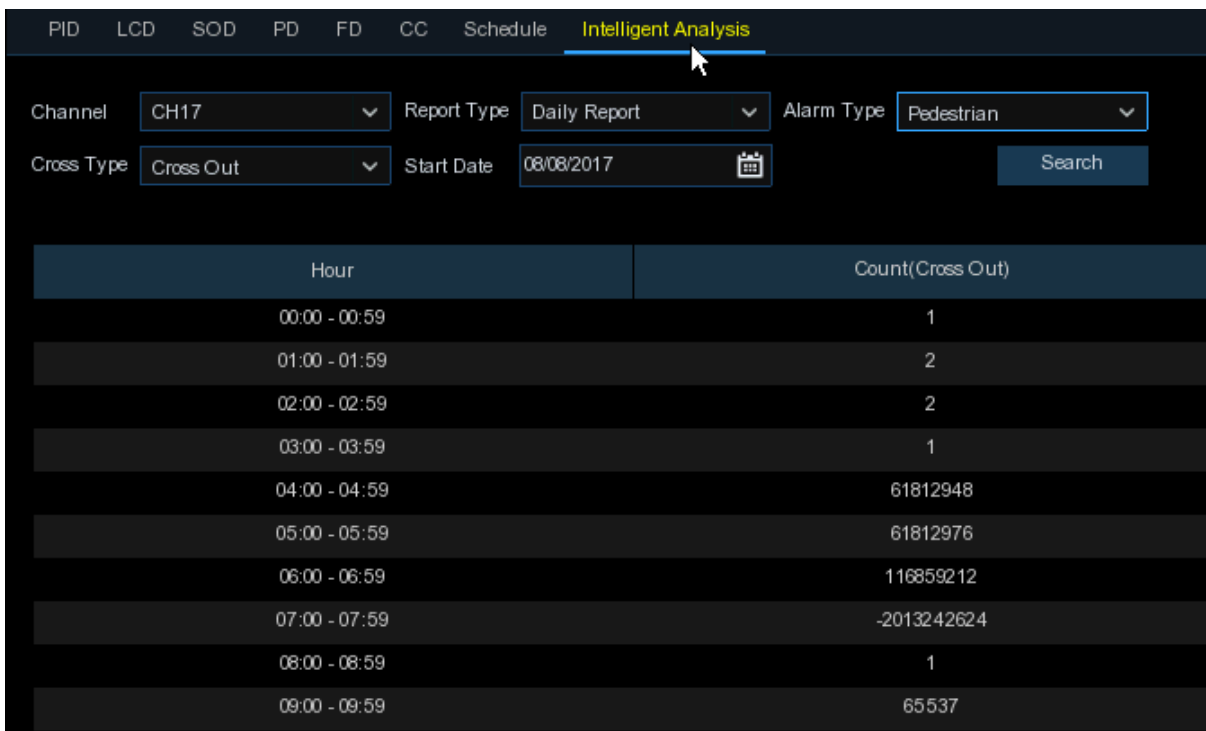 PID LCD SOD PD FD CC Schedule Intelligent Analysis
Channel CH17 Report Type Daily Report Alarm Type Pedestrian
Cross Type Cross Out Start Date 08/08/2017 Search
Hour Count(Cross Out)
00:00 - 00:59 1
01:00 - 01:59 2
02:00 - 02:59 2
03:00 - 03:59 1
04:00 - 04:59 61812948
05:00 - 05:59 61812976
06:00 - 06:59 116859212
07:00 - 07:59 -2013242624
08:00 - 08:59 1
09:00 - 09:59 65537